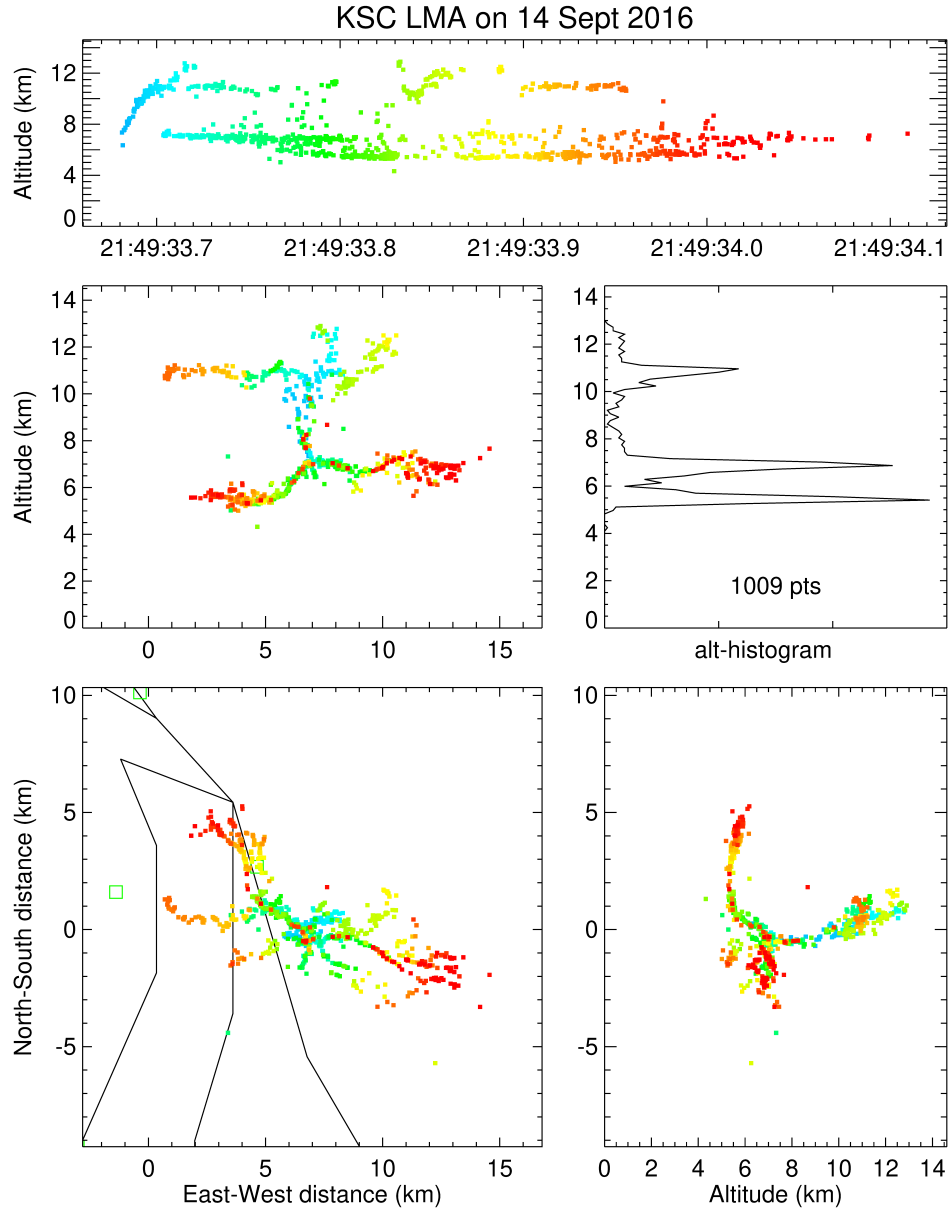 KSC LMA on 14 Sept 2016
Altitude (km)
12
8
4
0
21:49:33.7 21:49:33.8 21:49:33.9 21:49:34.0 21:49:34.1
Altitude (km)
14
12
10
8
6
4
2
0
0 5 10 15
14
12
10
8
6
4
2
0
1009 pts
alt-histogram
North-South distance (km)
10
5
0
-5
0 5 10 15
East-West distance (km)
10
5
0
-5
0 2 4 6 8 10 12 14
Altitude (km)